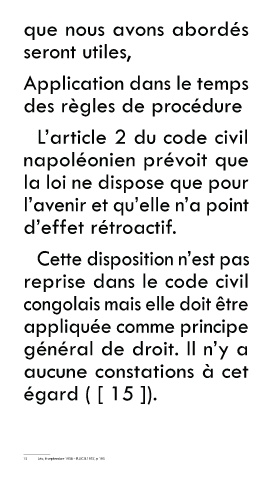 que nous avons abordés
seront utiles,
Application dans le temps
des règles de procédure
L’article 2 du code civil
napoléonien prévoit que
la loi ne dispose que pour
l’avenir et qu’elle n’a point
d’effet rétroactif.
Cette disposition n’est pas
reprise dans le code civil
congolais mais elle doit être
appliquée comme principe
général de droit. Il n’y a
aucune constations à cet
égard ( [ 15 ]).